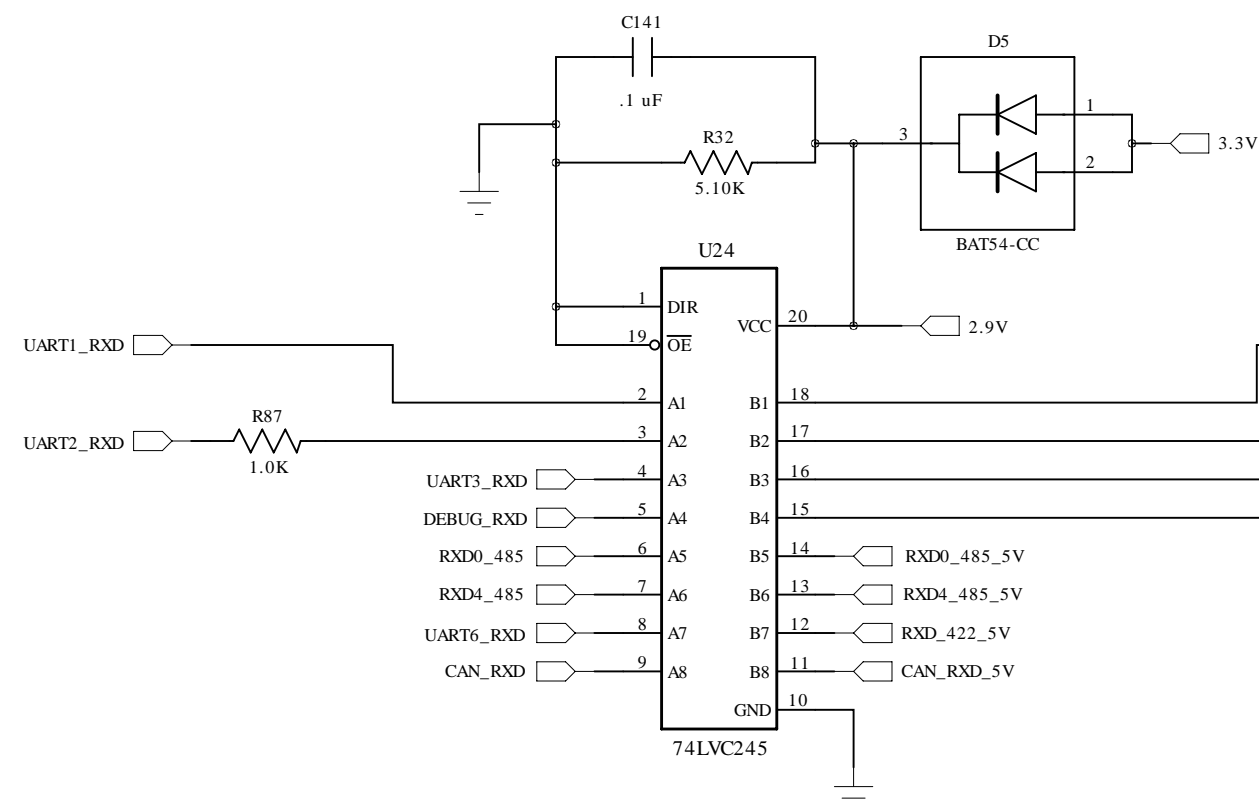 C141
.1 uF
D5
1
3
2
3.3V
BAT54-CC
R32
5.10K
U24
1 DIR
VCC 20
2.9V
19 OE
UART1_RXD
2 A1 B1 18
R87
UART2_RXD
1.0K
3 A2 B2 17
UART3_RXD 4 A3 B3 16
DEBUG_RXD 5 A4 B4 15
RXD0_485 6 A5 B5 14 RXD0_485_5V
RXD4_485 7 A6 B6 13 RXD4_485_5V
UART6_RXD 8 A7 B7 12 RXD_422_5V
CAN_RXD 9 A8 B8 11 CAN_RXD_5V
GND 10
74LVC245